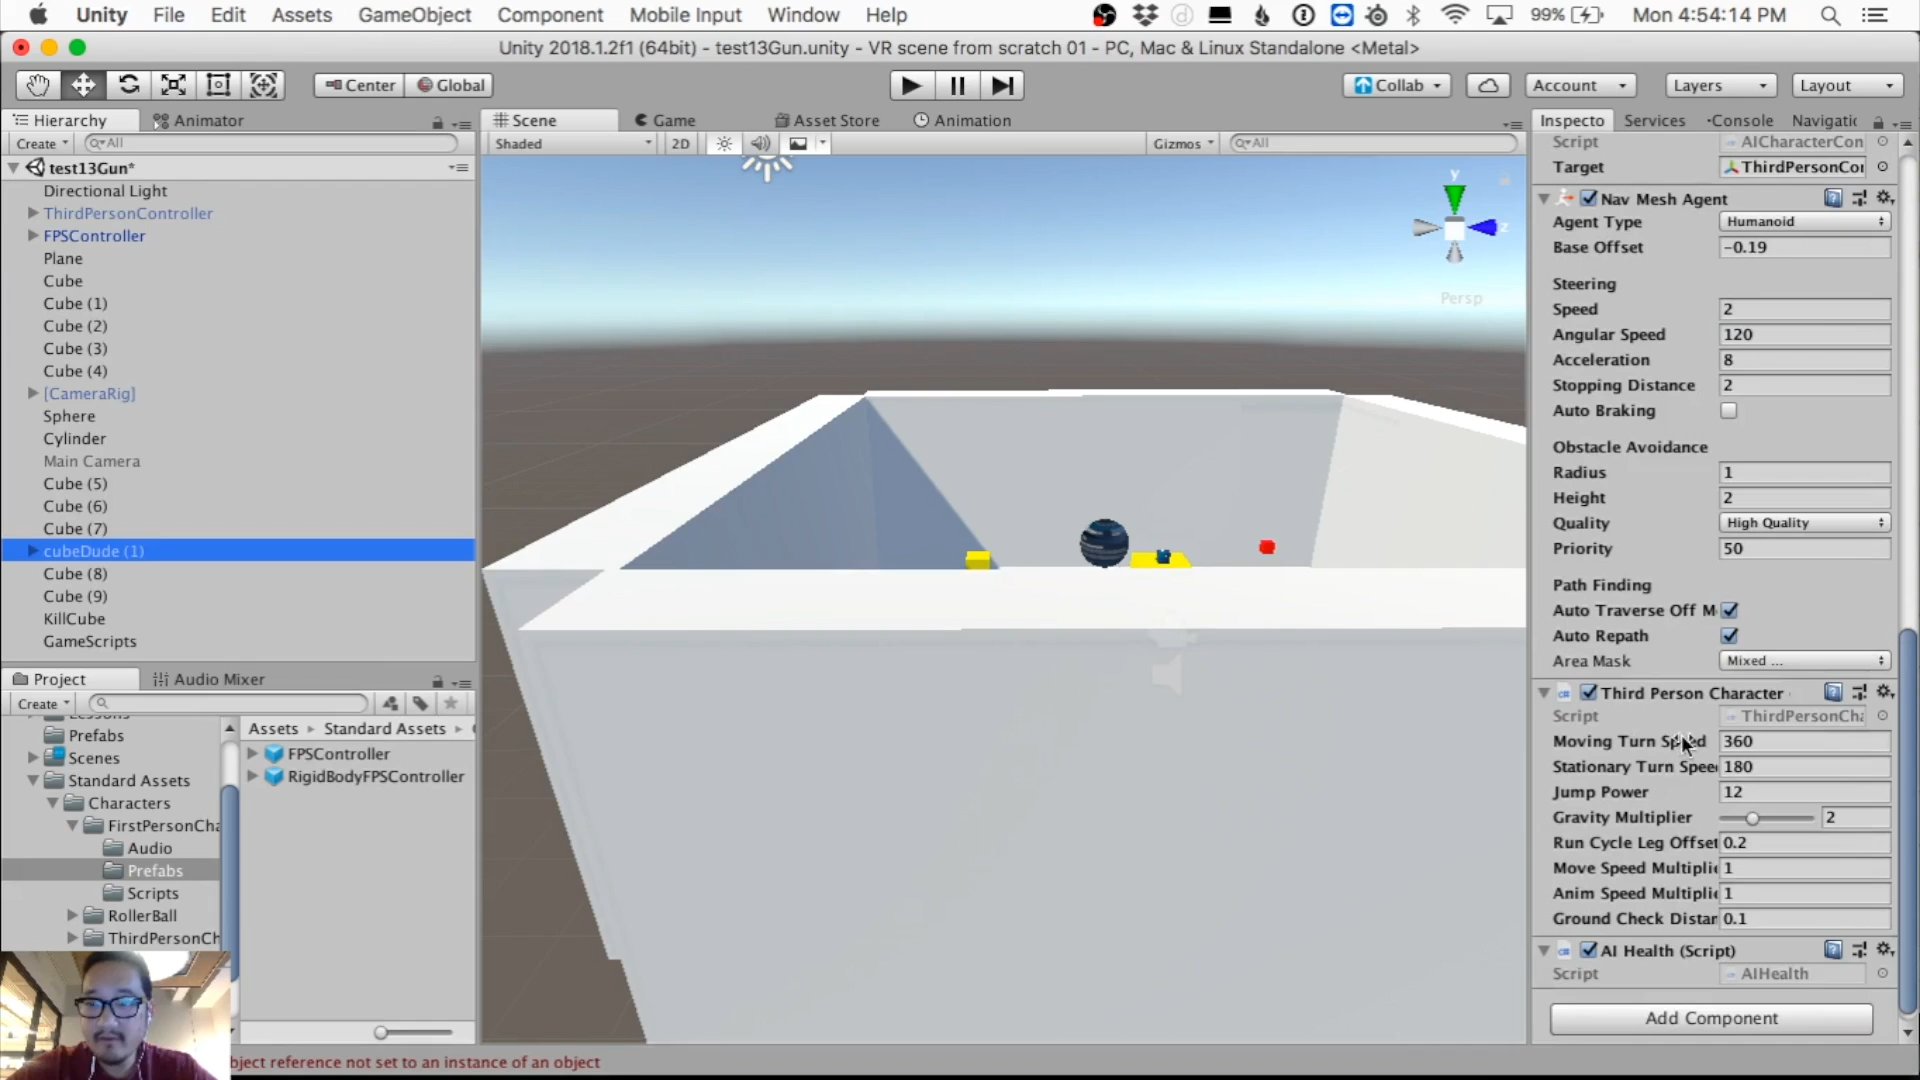 Unity File Edit Assets GameObject Component Mobile Input Window Help 99% Mon 4:54:14 PM
Unity 2018.1.2f1 (64bit) - test13Gun.unity - VR scene from scratch 01 - PC, Mac & Linux Standalone <Metal>
Center Global Collab Account Layers Layout
Hierarchy Animator
Create All
test13Gun*
Directional Light
ThirdPersonController
FPSController
Plane
Cube
Cube (1)
Cube (2)
Cube (3)
Cube (4)
[CameraRig]
Sphere
Cylinder
Main Camera
Cube (5)
Cube (6)
Cube (7)
cubeDude (1)
Cube (8)
Cube (9)
KillCube
GameScripts
Project Audio Mixer
Create
Prefabs
Scenes
Standard Assets
Characters
FirstPersonCha
Audio
Prefabs
Scripts
RollerBall
ThirdPersonCh
Assets Standard Assets
FPSController
RigidBodyFPSController
bject reference not set to an instance of an object
Scene Game Asset Store Animation
Shaded 2D Gizmos All
y
z
Persp
Inspecto Services Console Navigatic
Script AICharacterCon
Target ThirdPersonCon
Nav Mesh Agent
Agent Type Humanoid
Base Offset -0.19
Steering
Speed 2
Angular Speed 120
Acceleration 8
Stopping Distance 2
Auto Braking
Obstacle Avoidance
Radius 1
Height 2
Quality High Quality
Priority 50
Path Finding
Auto Traverse Off M
Auto Repath
Area Mask Mixed ...
Third Person Character
Script ThirdPersonCha
Moving Turn Speed 360
Stationary Turn Spee 180
Jump Power 12
Gravity Multiplier 2
Run Cycle Leg Offset 0.2
Move Speed Multiplie 1
Anim Speed Multiplie 1
Ground Check Distan 0.1
AI Health (Script)
Script AIHealth
Add Component